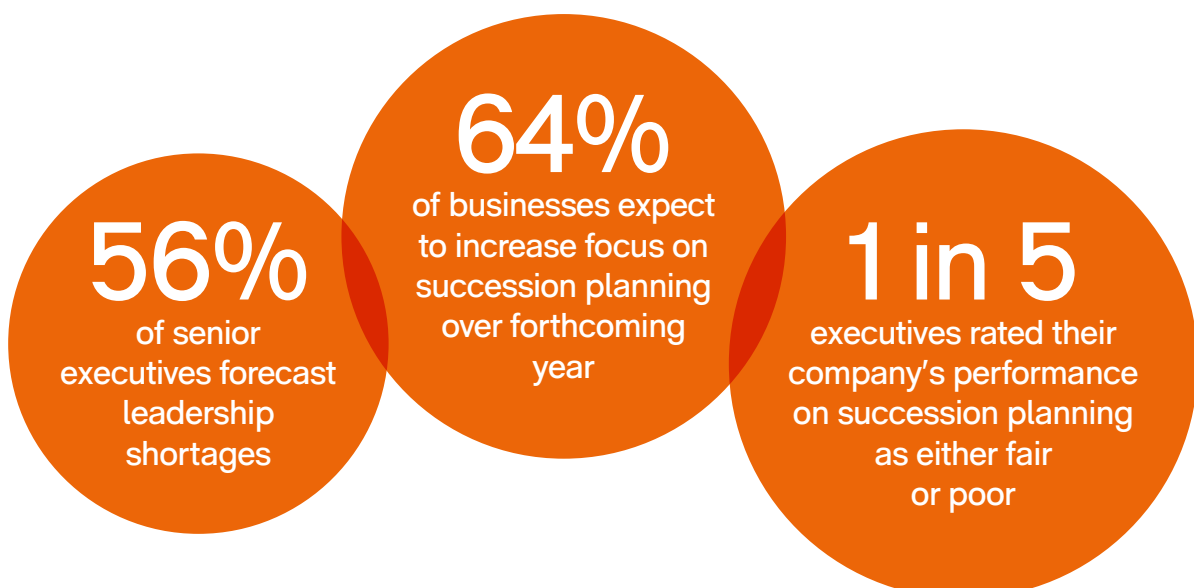 56%
of senior
executives forecast
leadership
shortages
64%
of businesses expect
to increase focus on
succession planning
over forthcoming
year
1 in 5
executives rated their
company's performance
on succession planning
as either fair
or poor